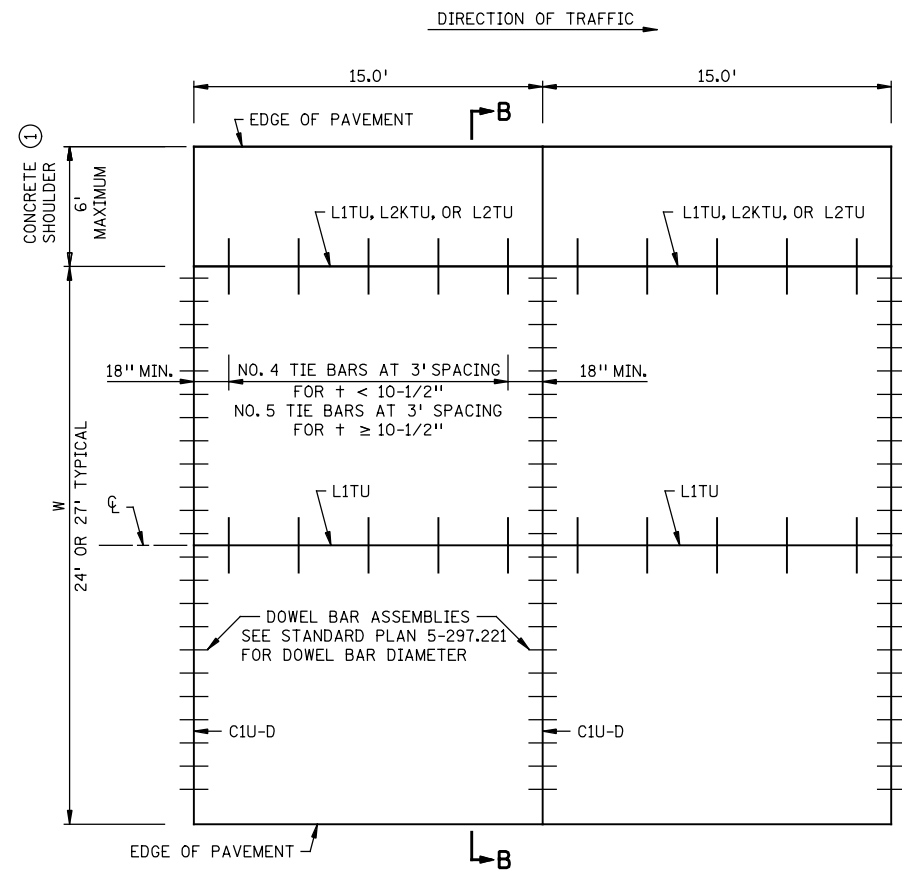 DIRECTION OF TRAFFIC
15.0'
15.0'
B
EDGE OF PAVEMENT
CONCRETE 1
SHOULDER
6'
MAXIMUM
L1TU, L2KTU, OR L2TU
L1TU, L2KTU, OR L2TU
18" MIN.
NO. 4 TIE BARS AT 3' SPACING
FOR t < 10-1/2"
NO. 5 TIE BARS AT 3' SPACING
FOR t ≥ 10-1/2"
18" MIN.
W
24' OR 27' TYPICAL
℄
L1TU
L1TU
DOWEL BAR ASSEMBLIES
SEE STANDARD PLAN 5-297.221
FOR DOWEL BAR DIAMETER
C1U-D
C1U-D
EDGE OF PAVEMENT
B